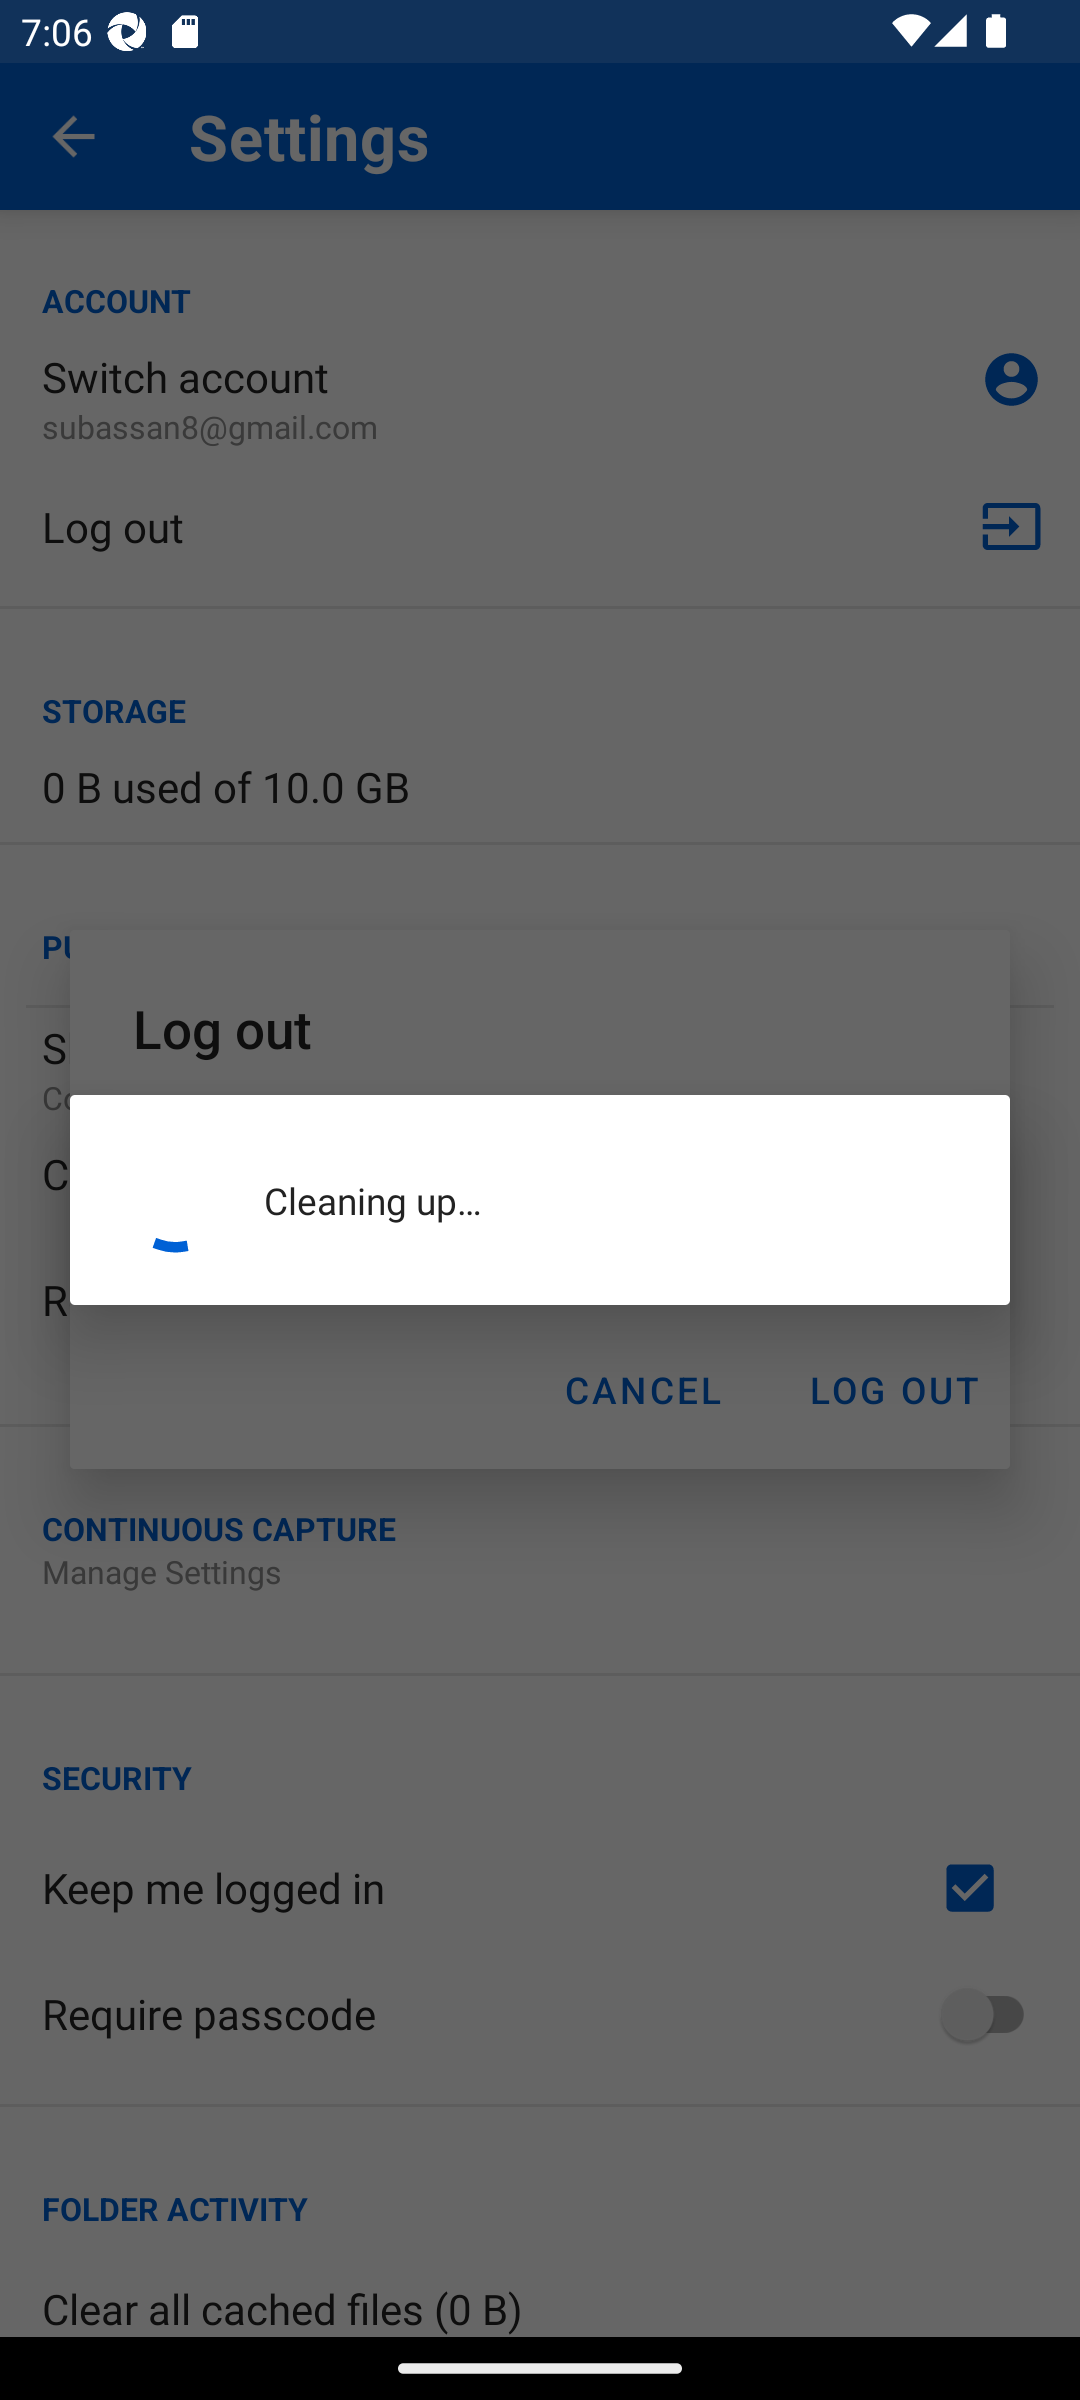 7:06
Settings
ACCOUNT
Switch account
subassan8@gmail.com
Log out
STORAGE
0 B used of 10.0 GB
Log out
Cleaning up…
CANCEL
LOG OUT
CONTINUOUS CAPTURE
Manage Settings
SECURITY
Keep me logged in
Require passcode
FOLDER ACTIVITY
Clear all cached files (0 B)